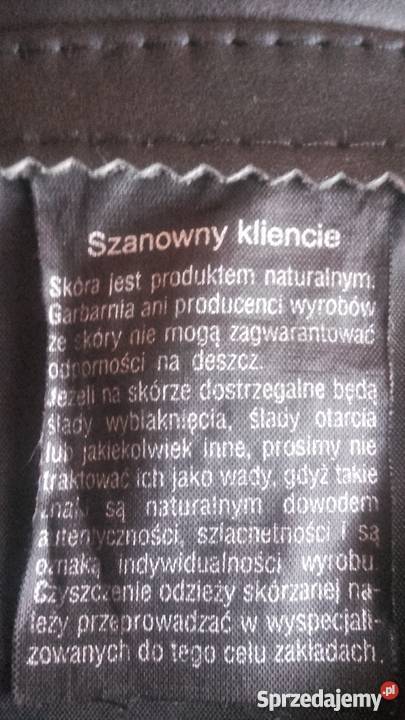 Szanowny kliencie
Skóra jest produktem naturalnym.
Garbarnia ani producenci wyrobów
ze skóry nie mogą zagwarantować
odporności na deszcz.
Jeżeli na skórze dostrzegalne będą
ślady wyblaknięcia, ślady otarcia
lub jakiekolwiek inne, prosimy nie
traktować ich jako wady, gdyż takie
znaki są naturalnym dowodem
autentyczności, szlachetności i są
oznaką indywidualności wyrobu.
Czyszczenie odzieży skórzanej na-
leży przeprowadzać w wyspecjali-
zowanych do tego celu zakładach.
Sprzedajemy.pl